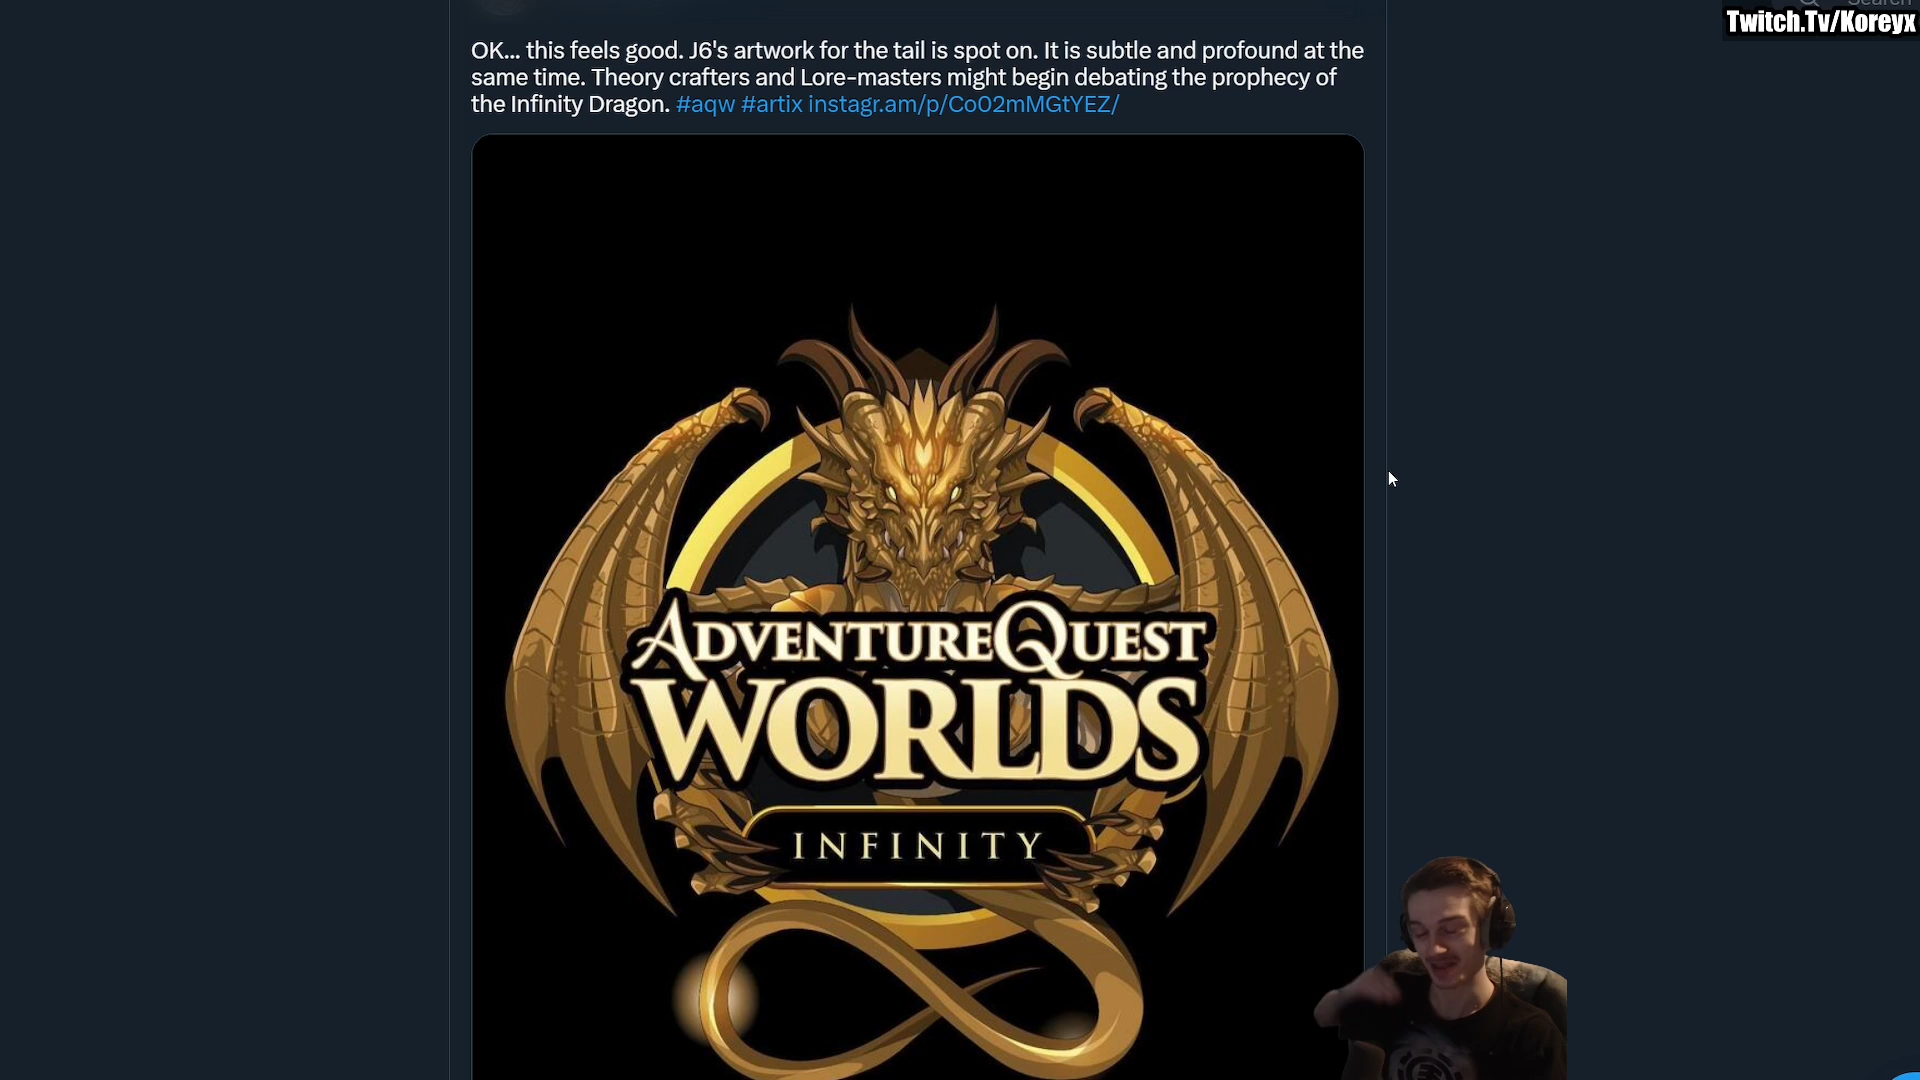 Search
Twitch.Tv/Koreyx
OK... this feels good. J6's artwork for the tail is spot on. It is subtle and profound at the
same time. Theory crafters and Lore-masters might begin debating the prophecy of
the Infinity Dragon. #aqw #artix instagr.am/p/Co02mMGtYEZ/
ADVENTUREQUEST
WORLDS
INFINITY